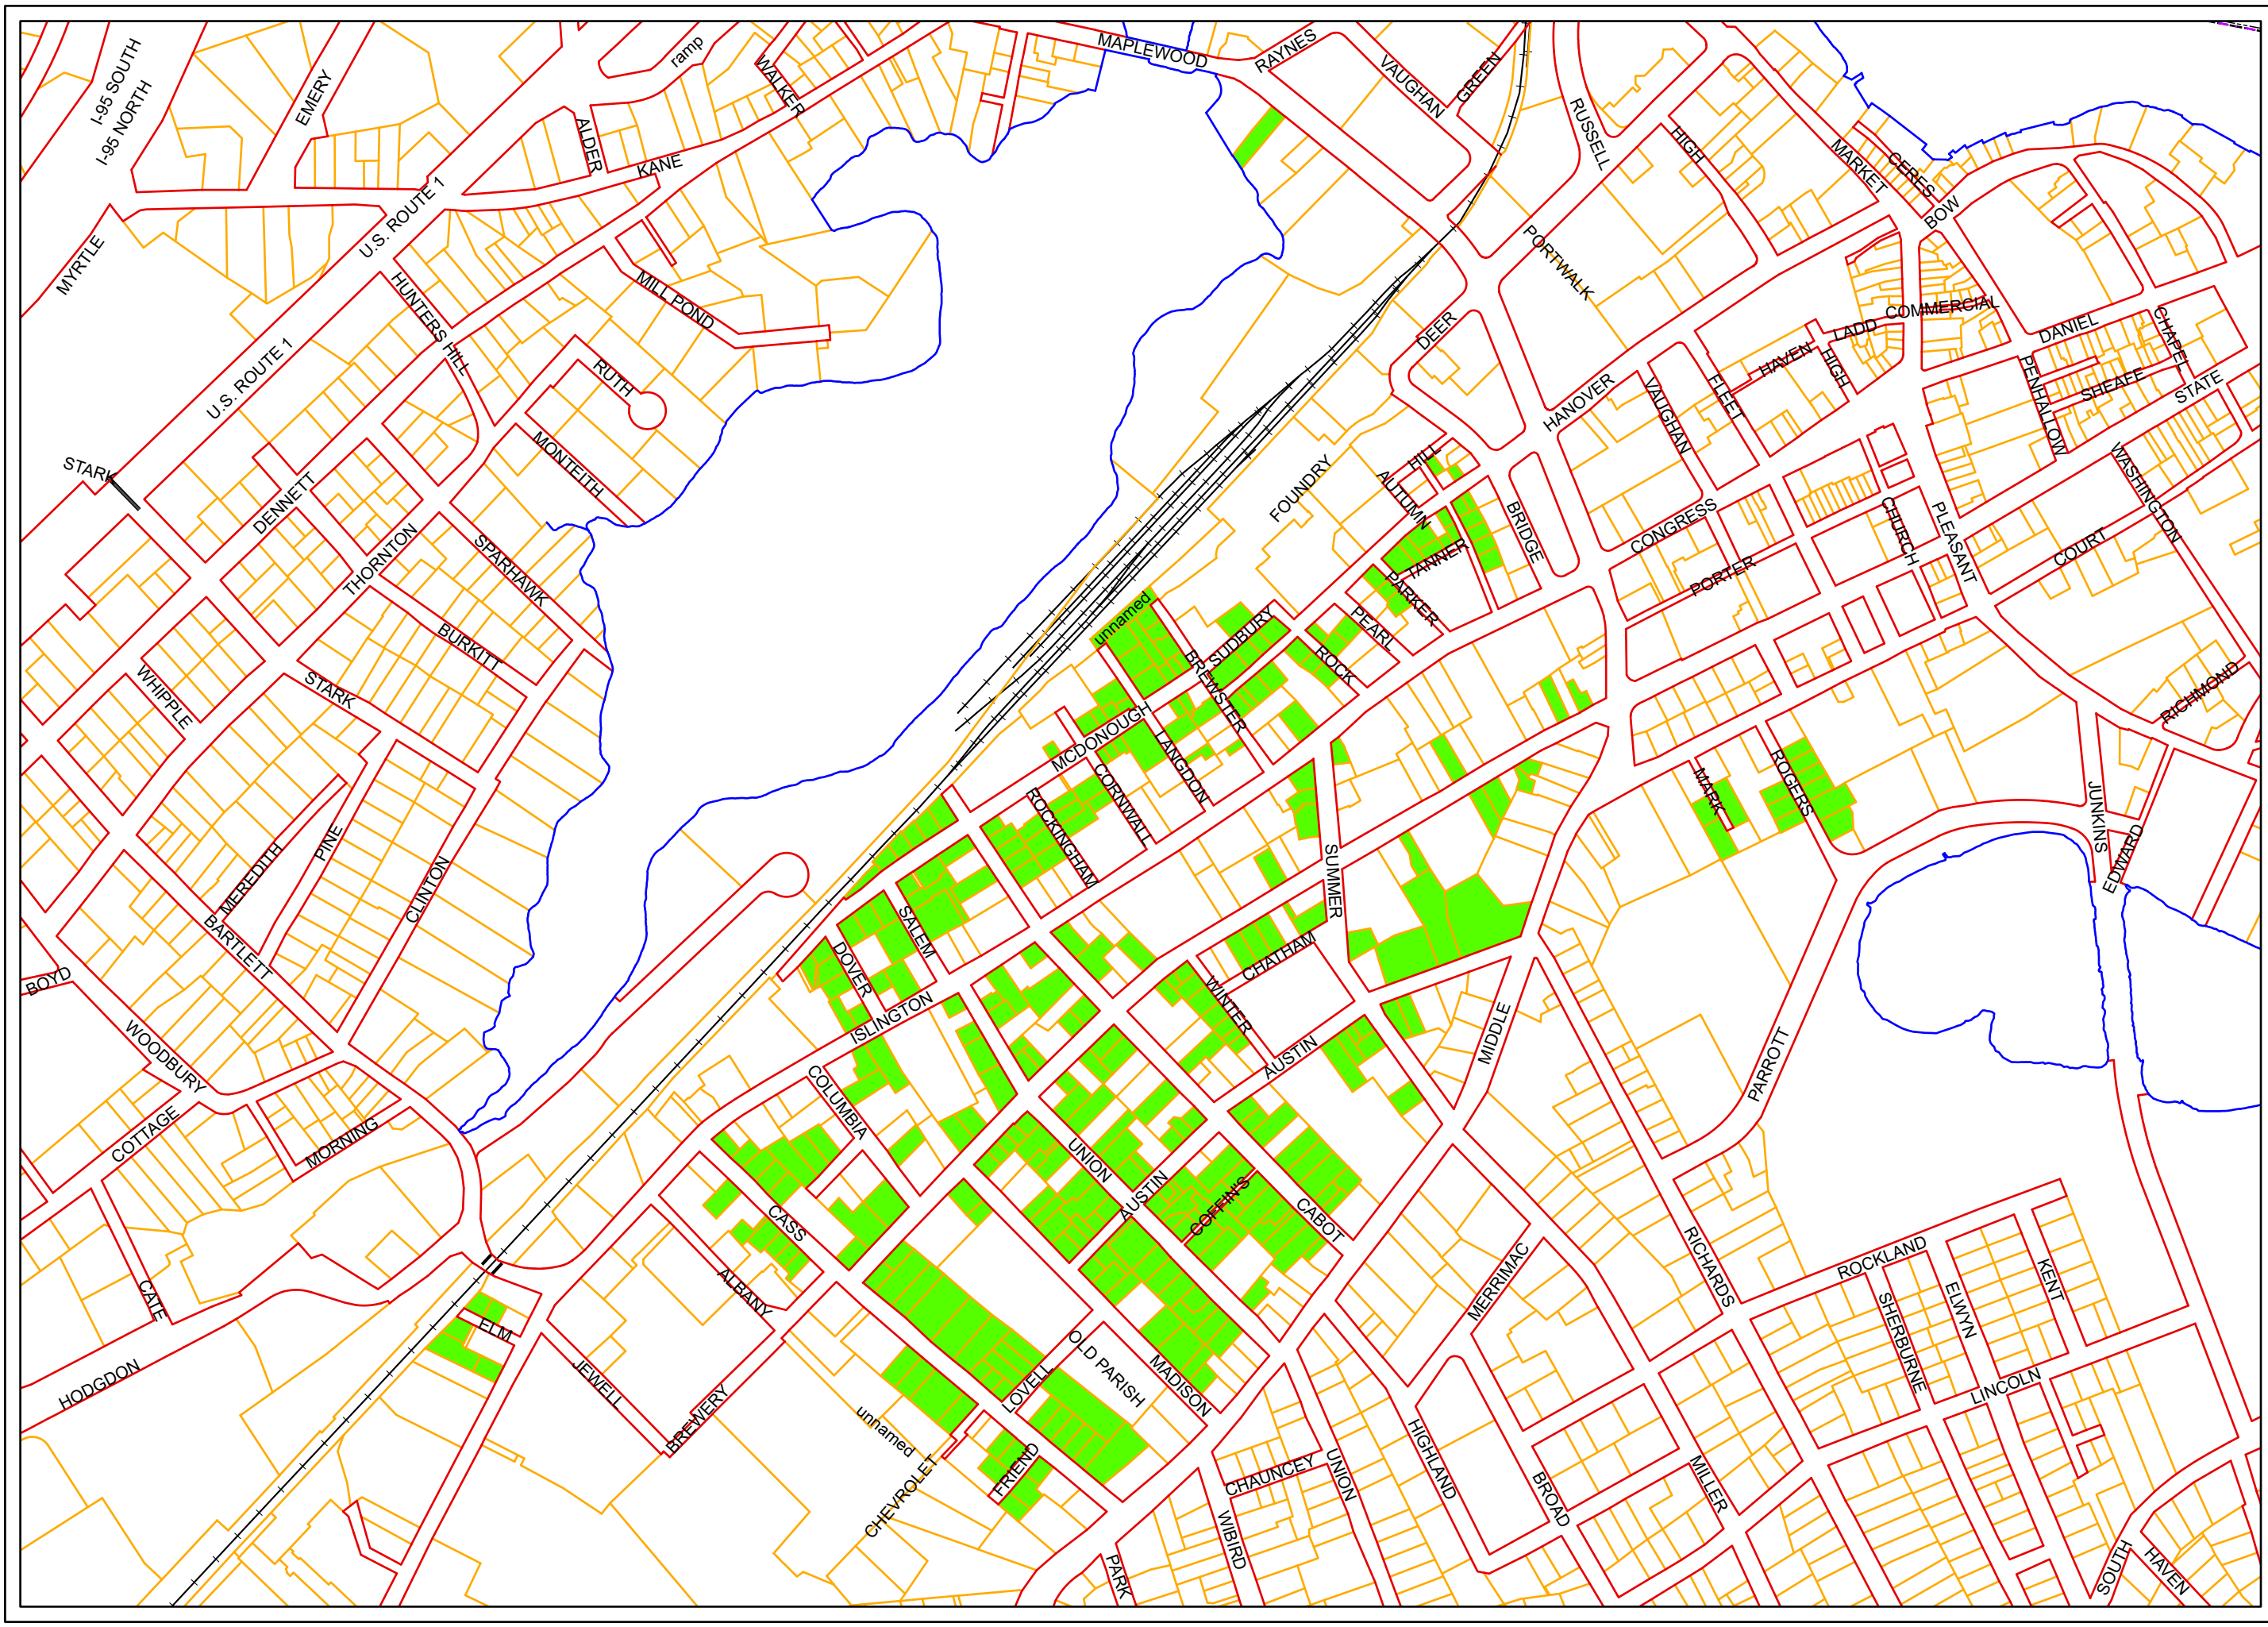 I-95 SOUTH
I-95 NORTH
EMERY
ramp
WALKER
MAPLEWOOD
RAYNES
VAUGHAN
GREEN
RUSSELL
HIGH
MARKET
CERES
BOW
ALDER
KANE
U.S. ROUTE 1
MYRTLE
HUNTERS HILL
MILL POND
PORTWALK
COMMERCIAL
LADD
DANIEL
CHAPEL
DEER
U.S. ROUTE 1
RUTH
HANOVER
VAUGHAN
FLEET
HAVEN
HIGH
PENHALLOW
SHEAFE
STATE
STARK
MONTEITH
HILL
AUTUMN
FOUNDRY
DENNETT
BRIDGE
CONGRESS
CHURCH
PLEASANT
WASHINGTON
COURT
THORNTON
SPARHAWK
TANNER
PARKER
PORTER
unnamed
SUDBURY
PEARL
ROCK
BREWSTER
BURKITT
WHIPPLE
STARK
RICHMOND
MCDONOUGH
LANGDON
CORNWALL
ROCKINGHAM
MARK
ROGERS
JUNKINS
EDWARD
PINE
MEREDITH
CLINTON
BARTLETT
SUMMER
SALEM
DOVER
ISLINGTON
CHATHAM
WINTER
AUSTIN
MIDDLE
PARROTT
BOYD
WOODBURY
COTTAGE
MORNING
COLUMBIA
UNION
AUSTIN
COFFIN'S
CABOT
CASS
ALBANY
RICHARDS
MERRIMAC
ROCKLAND
SHERBURNE
ELWYN
KENT
LINCOLN
CATE
HODGDON
ELM
JEWELL
BREWERY
unnamed
CHEVROLET
LOVELL
OLD PARISH
MADISON
FRIEND
CHAUNCEY
UNION
HIGHLAND
BROAD
MILLER
WIBIRD
PARK
SOUTH
HAVEN